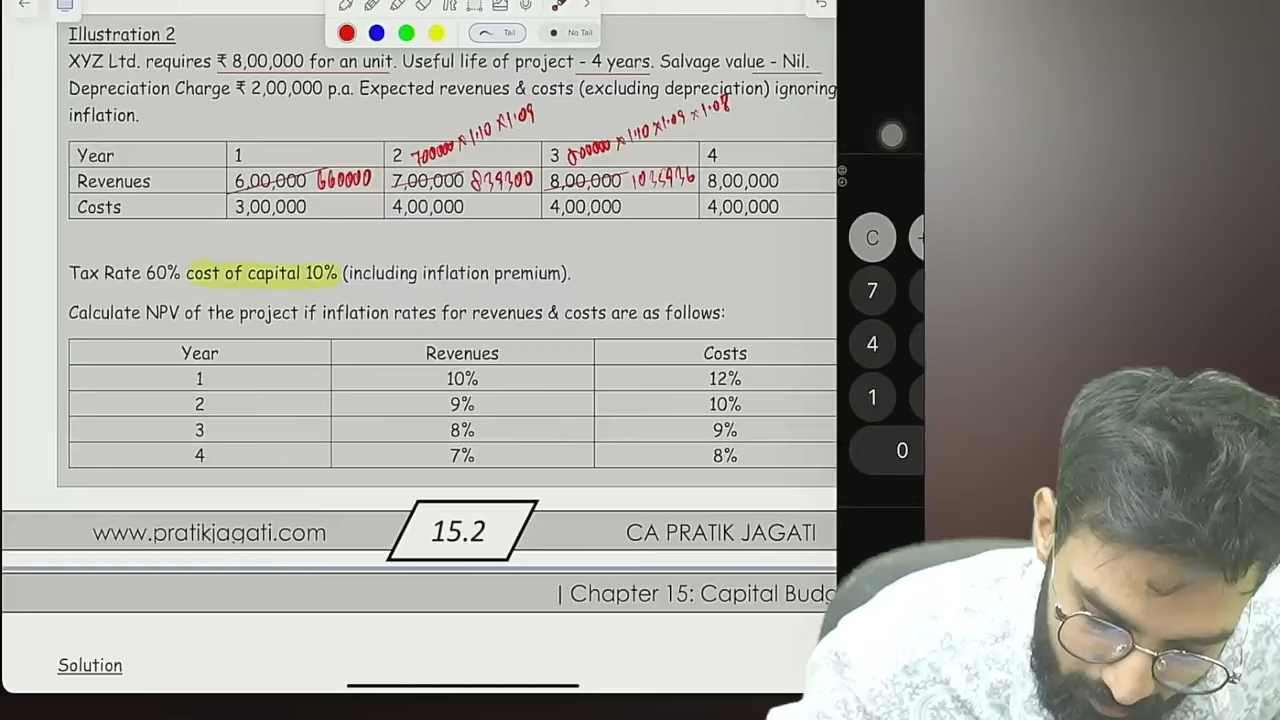 Tail
No Tail
Illustration 2
XYZ Ltd. requires ₹ 8,00,000 for an unit. Useful life of project - 4 years. Salvage value - Nil.
Depreciation Charge ₹ 2,00,000 p.a. Expected revenues & costs (excluding depreciation) ignoring
inflation.
700000 × 1.10 × 1.09
800000 × 1.10 × 1.09 × 1.08
Year 1 2 3 4
Revenues 6,00,000 660000 7,00,000 839300 8,00,000 1035936 8,00,000
Costs 3,00,000 4,00,000 4,00,000 4,00,000
Tax Rate 60% cost of capital 10% (including inflation premium).
Calculate NPV of the project if inflation rates for revenues & costs are as follows:
Year Revenues Costs
1 10% 12%
2 9% 10%
3 8% 9%
4 7% 8%
www.pratikjagati.com 15.2 CA PRATIK JAGATI
| Chapter 15: Capital Budg
Solution
C
7
4
1
0